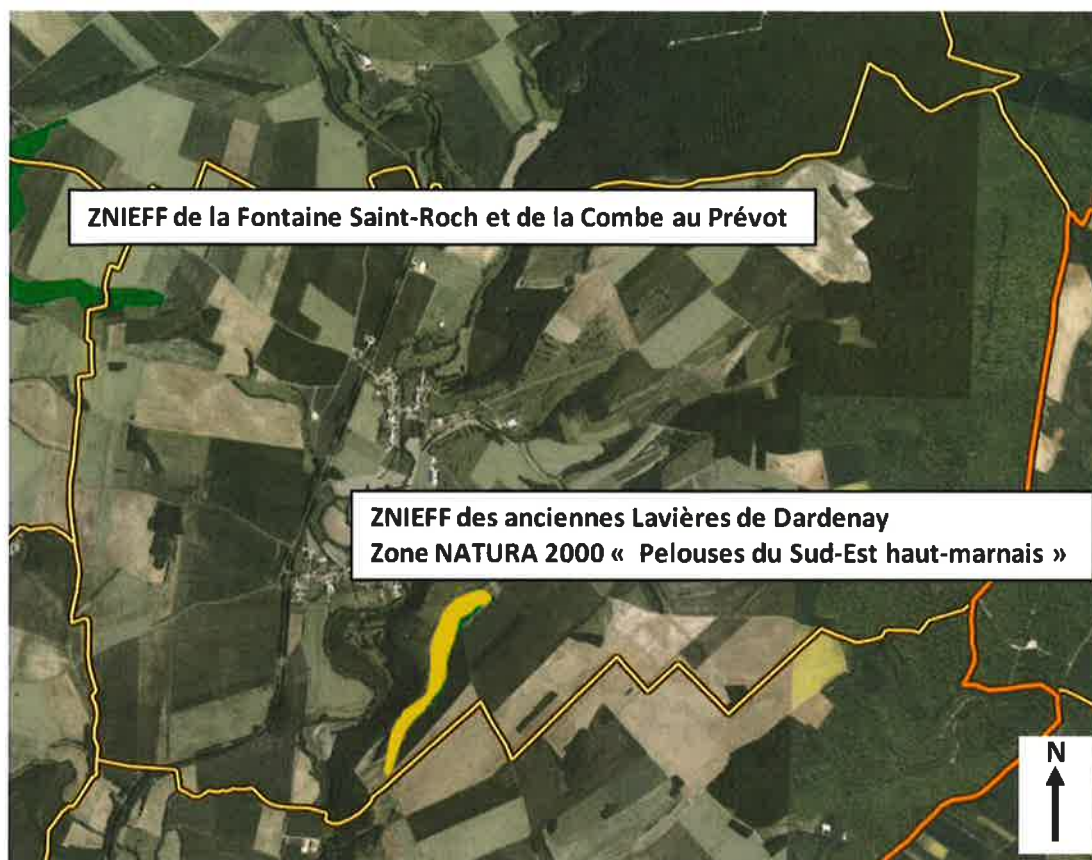 ZNIEFF de la Fontaine Saint-Roch et de la Combe au Prévot
ZNIEFF des anciennes Lavières de Dardenay
Zone NATURA 2000 « Pelouses du Sud-Est haut-marnais »
N